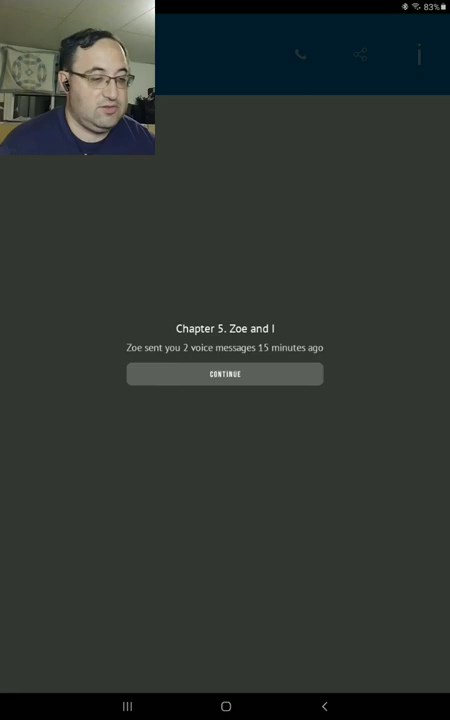 83%
Chapter 5. Zoe and I
Zoe sent you 2 voice messages 15 minutes ago
CONTINUE